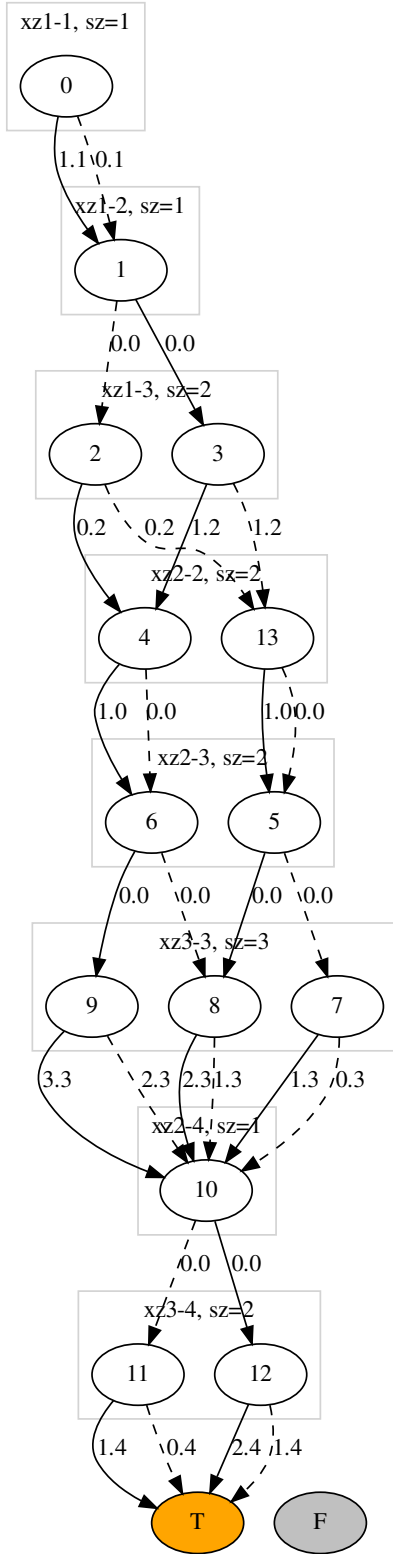 xz1-1, sz=1
0
1.1 0.1
xz1-2, sz=1
1
0.0 0.0
xz1-3, sz=2
2 3
0.2 0.2 1.2 1.2
xz2-2, sz=2
4 13
1.0 0.0 1.0 0.0
xz2-3, sz=2
6 5
0.0 0.0 0.0 0.0
xz3-3, sz=3
9 8 7
3.3 2.3 2.3 1.3 1.3 0.3
xz2-4, sz=1
10
0.0 0.0
xz3-4, sz=2
11 12
1.4 0.4 2.4 1.4
T F